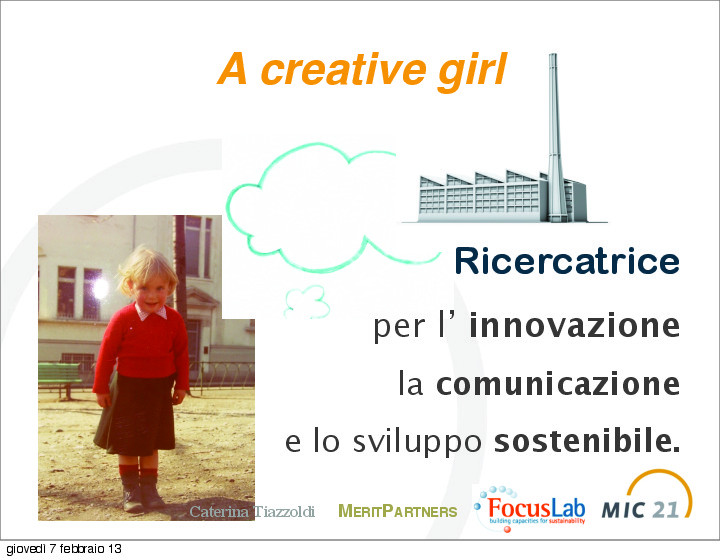 A creative girl
Ricercatrice
per l’ innovazione
la comunicazione
e lo sviluppo sostenibile.
Caterina Tiazzoldi
MERITPARTNERS
FocusLab
building capacities for sustainability
MIC 21
giovedì 7 febbraio 13